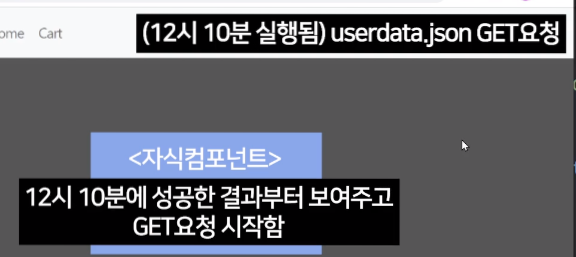 ome Cart
(12시 10분 실행됨) userdata.json GET요청
<자식컴포넌트>
12시 10분에 성공한 결과부터 보여주고
GET요청 시작함